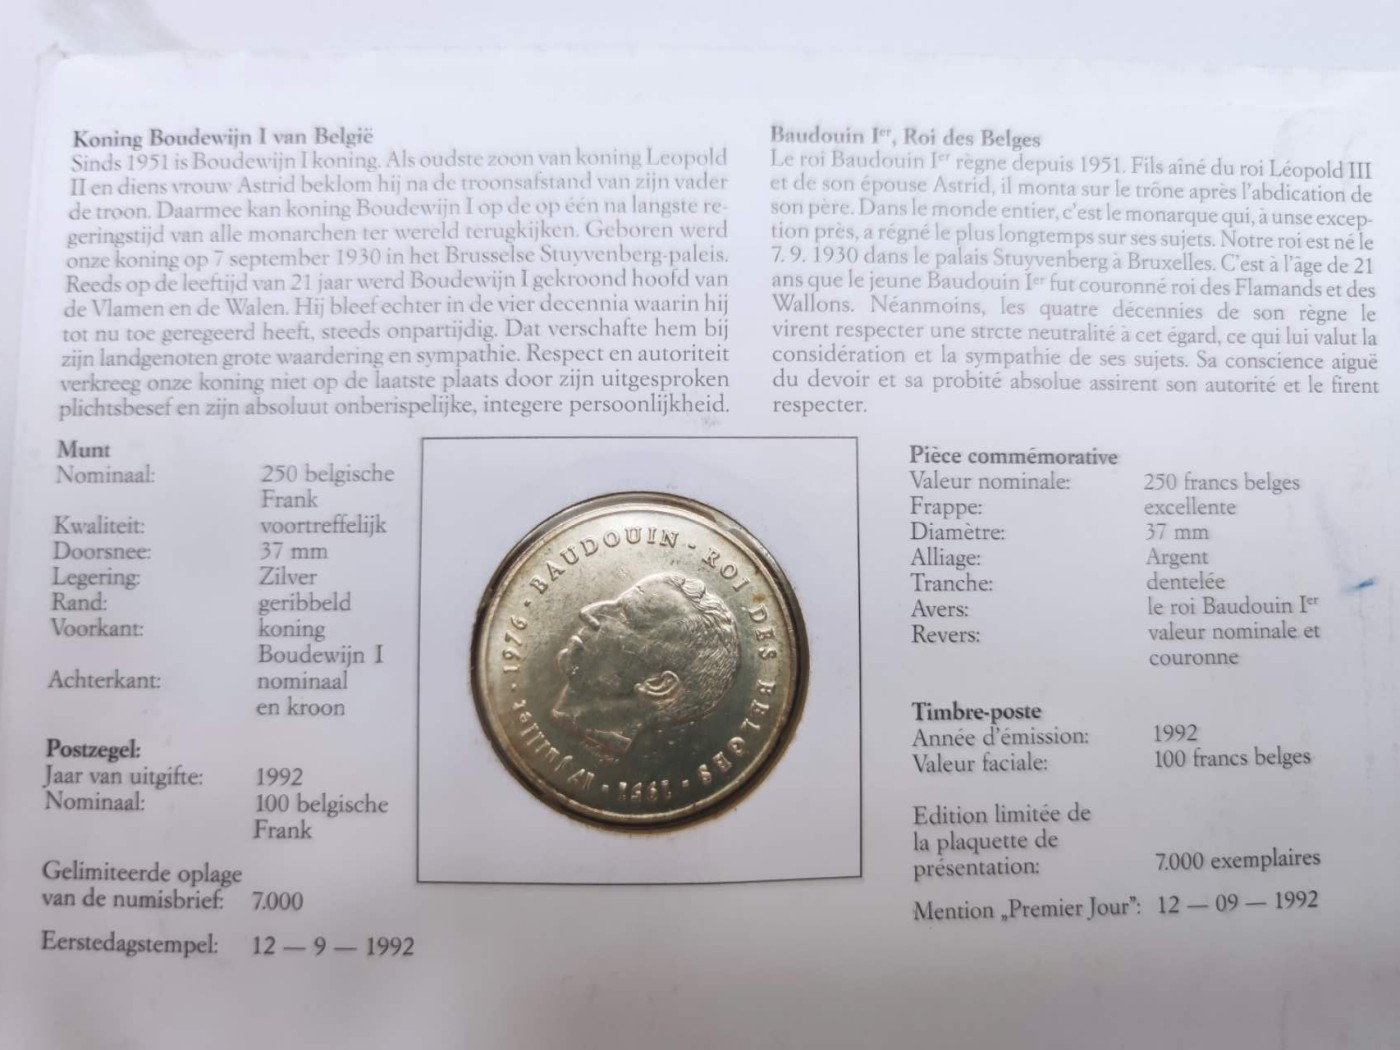 Koning Boudewijn I van België
Sinds 1951 is Boudewijn I koning. Als oudste zoon van koning Leopold
II en diens vrouw Astrid beklom hij na de troonsafstand van zijn vader
de troon. Daarmee kan koning Boudewijn I op de op één na langste re-
geringstijd van alle monarchen ter wereld terugkijken. Geboren werd
onze koning op 7 september 1930 in het Brusselse Stuyvenberg-paleis.
Reeds op de leeftijd van 21 jaar werd Boudewijn I gekroond hoofd van
de Vlamen en de Walen. Hij bleef echter in de vier decennia waarin hij
tot nu toe geregeerd heeft, steeds onpartijdig. Dat verschafte hem bij
zijn landgenoten grote waardering en sympathie. Respect en autoriteit
verkreeg onze koning niet op de laatste plaats door zijn uitgesproken
plichtsbesef en zijn absoluut onberispelijke, integere persoonlijkheid.
Baudouin Ier, Roi des Belges
Le roi Baudouin Ier règne depuis 1951. Fils aîné du roi Léopold III
et de son épouse Astrid, il monta sur le trône après l'abdication de
son père. Dans le monde entier, c'est le monarque qui, à unse excep-
tion près, a régné le plus longtemps sur ses sujets. Notre roi est né le
7. 9. 1930 dans le palais Stuyvenberg à Bruxelles. C'est à l'âge de 21
ans que le jeune Baudouin Ier fut couronné roi des Flamands et des
Wallons. Néanmoins, les quatre décennies de son règne le
virent respecter une strcte neutralité à cet égard, ce qui lui valut la
considération et la sympathie de ses sujets. Sa conscience aiguë
du devoir et sa probité absolue assirent son autorité et le firent
respecter.
Munt
Nominaal: 250 belgische
Frank
Kwaliteit: voortreffelijk
Doorsnee: 37 mm
Legering: Zilver
Rand: geribbeld
Voorkant: koning
Boudewijn I
Achterkant: nominaal
en kroon
Postzegel:
Jaar van uitgifte: 1992
Nominaal: 100 belgische
Frank
Gelimiteerde oplage
van de numisbrief: 7.000
Eerstedagstempel: 12 — 9 — 1992
1976 · BAUDOUIN · ROI DES BELGES · 1951 · 17 juillet ·
Pièce commémorative
Valeur nominale: 250 francs belges
Frappe: excellente
Diamètre: 37 mm
Alliage: Argent
Tranche: dentelée
Avers: le roi Baudouin Ier
Revers: valeur nominale et
couronne
Timbre-poste
Année d'émission: 1992
Valeur faciale: 100 francs belges
Edition limitée de
la plaquette de
présentation: 7.000 exemplaires
Mention „Premier Jour": 12 — 09 — 1992